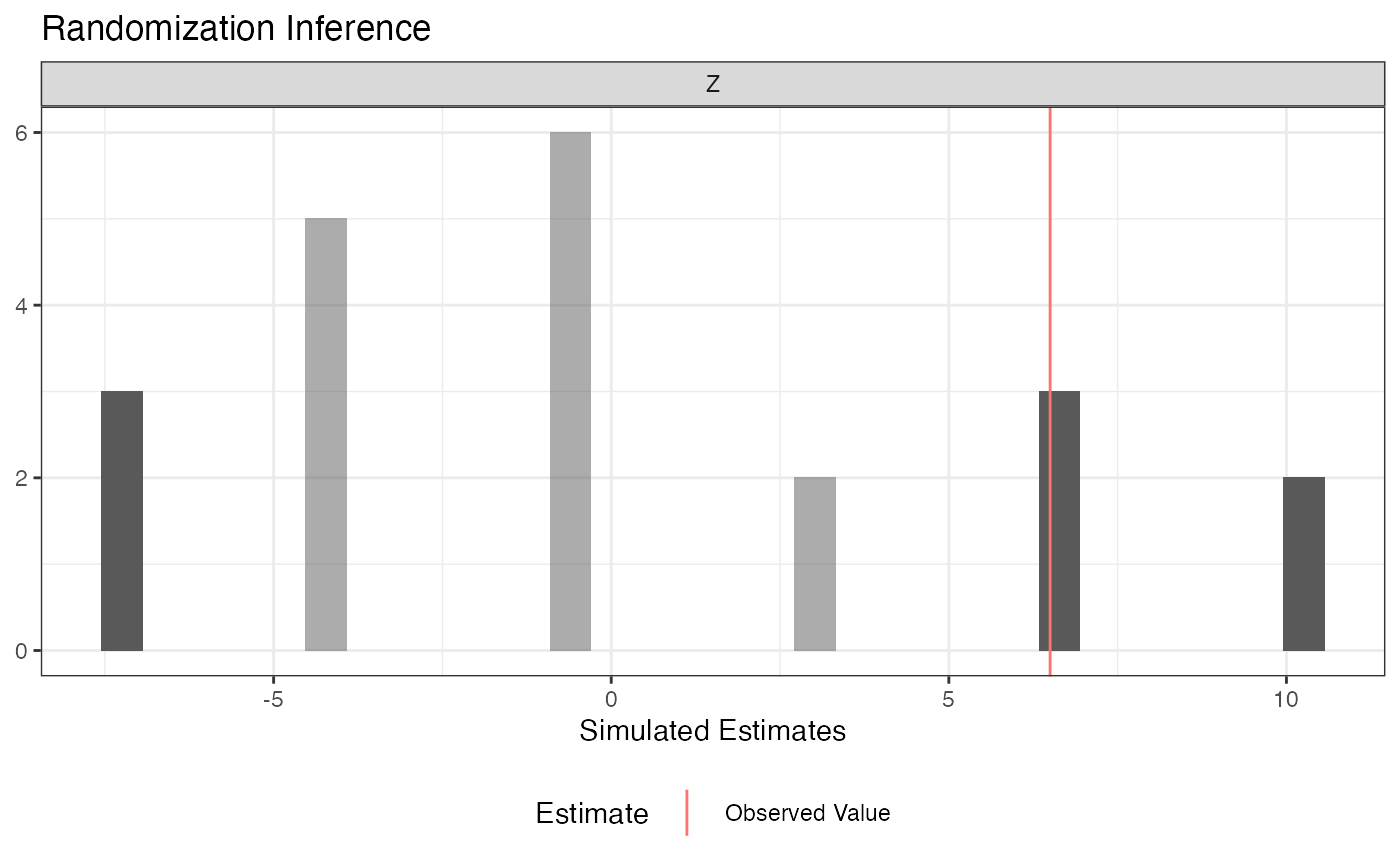 Randomization Inference
Z
6
4
2
0
-5 0 5 10
Simulated Estimates
Estimate Observed Value